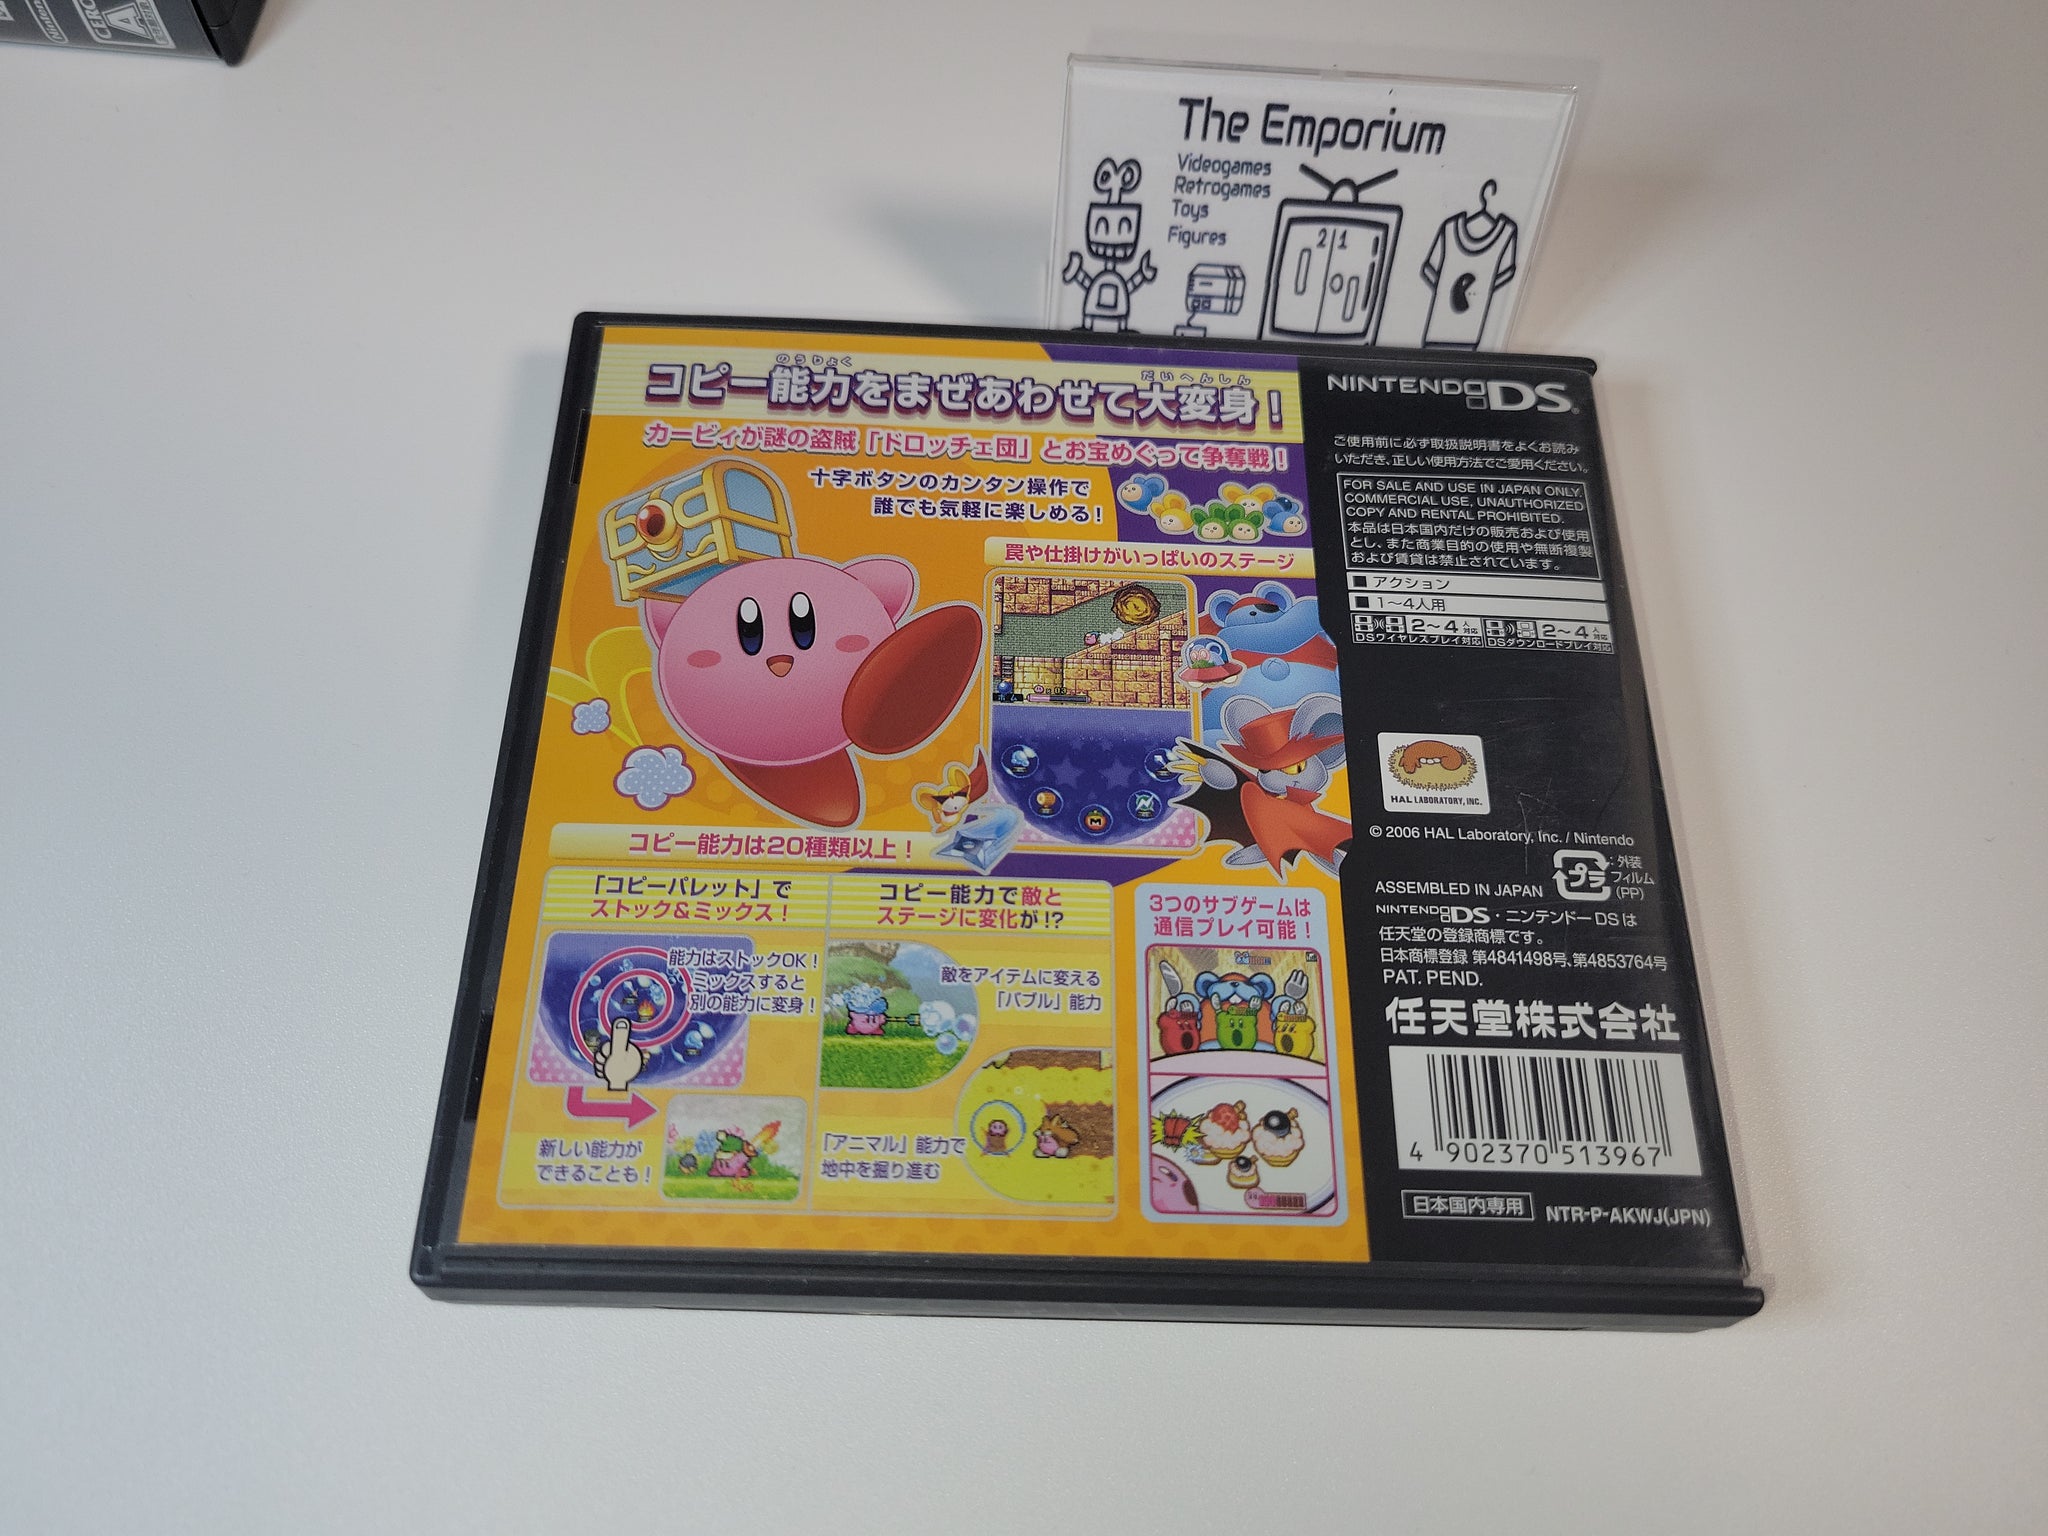 The Emporium
Videogames
Retrogames
Toys
Figures
21
CERO
A
のうりょく
だいへんしん
コピー能力をまぜあわせて大変身！
カービィが謎の盗賊「ドロッチェ団」とお宝めぐって争奪戦！
十字ボタンのカンタン操作で
誰でも気軽に楽しめる！
罠や仕掛けがいっぱいのステージ
コピー能力は20種類以上！
「コピーパレット」で
ストック＆ミックス！
能力はストックOK！
ミックスすると
別の能力に変身！
新しい能力が
できることも！
コピー能力で敵と
ステージに変化が!?
敵をアイテムに変える
「バブル」能力
「アニマル」能力で
地中を掘り進む
3つのサブゲームは
通信プレイ可能！
NINTENDO DS
ご使用前に必ず取扱説明書をよくお読み
いただき、正しい使用方法でご愛用ください。
FOR SALE AND USE IN JAPAN ONLY.
COMMERCIAL USE, UNAUTHORIZED
COPY AND RENTAL PROHIBITED.
本品は日本国内だけの販売および使用
とし、また商業目的の使用や無断複製
および賃貸は禁止されています。
■ アクション
■ 1〜4人用
2〜4人対応
DSワイヤレスプレイ対応
2〜4人対応
DSダウンロードプレイ対応
HAL LABORATORY, INC.
© 2006 HAL Laboratory, Inc. / Nintendo
ASSEMBLED IN JAPAN
プラ
：外装
フィルム
(PP)
NINTENDO DS・ニンテンドーDSは
任天堂の登録商標です。
日本商標登録 第4841498号、第4853764号
PAT. PEND.
任天堂株式会社
4 902370 513967
日本国内専用
NTR-P-AKWJ(JPN)